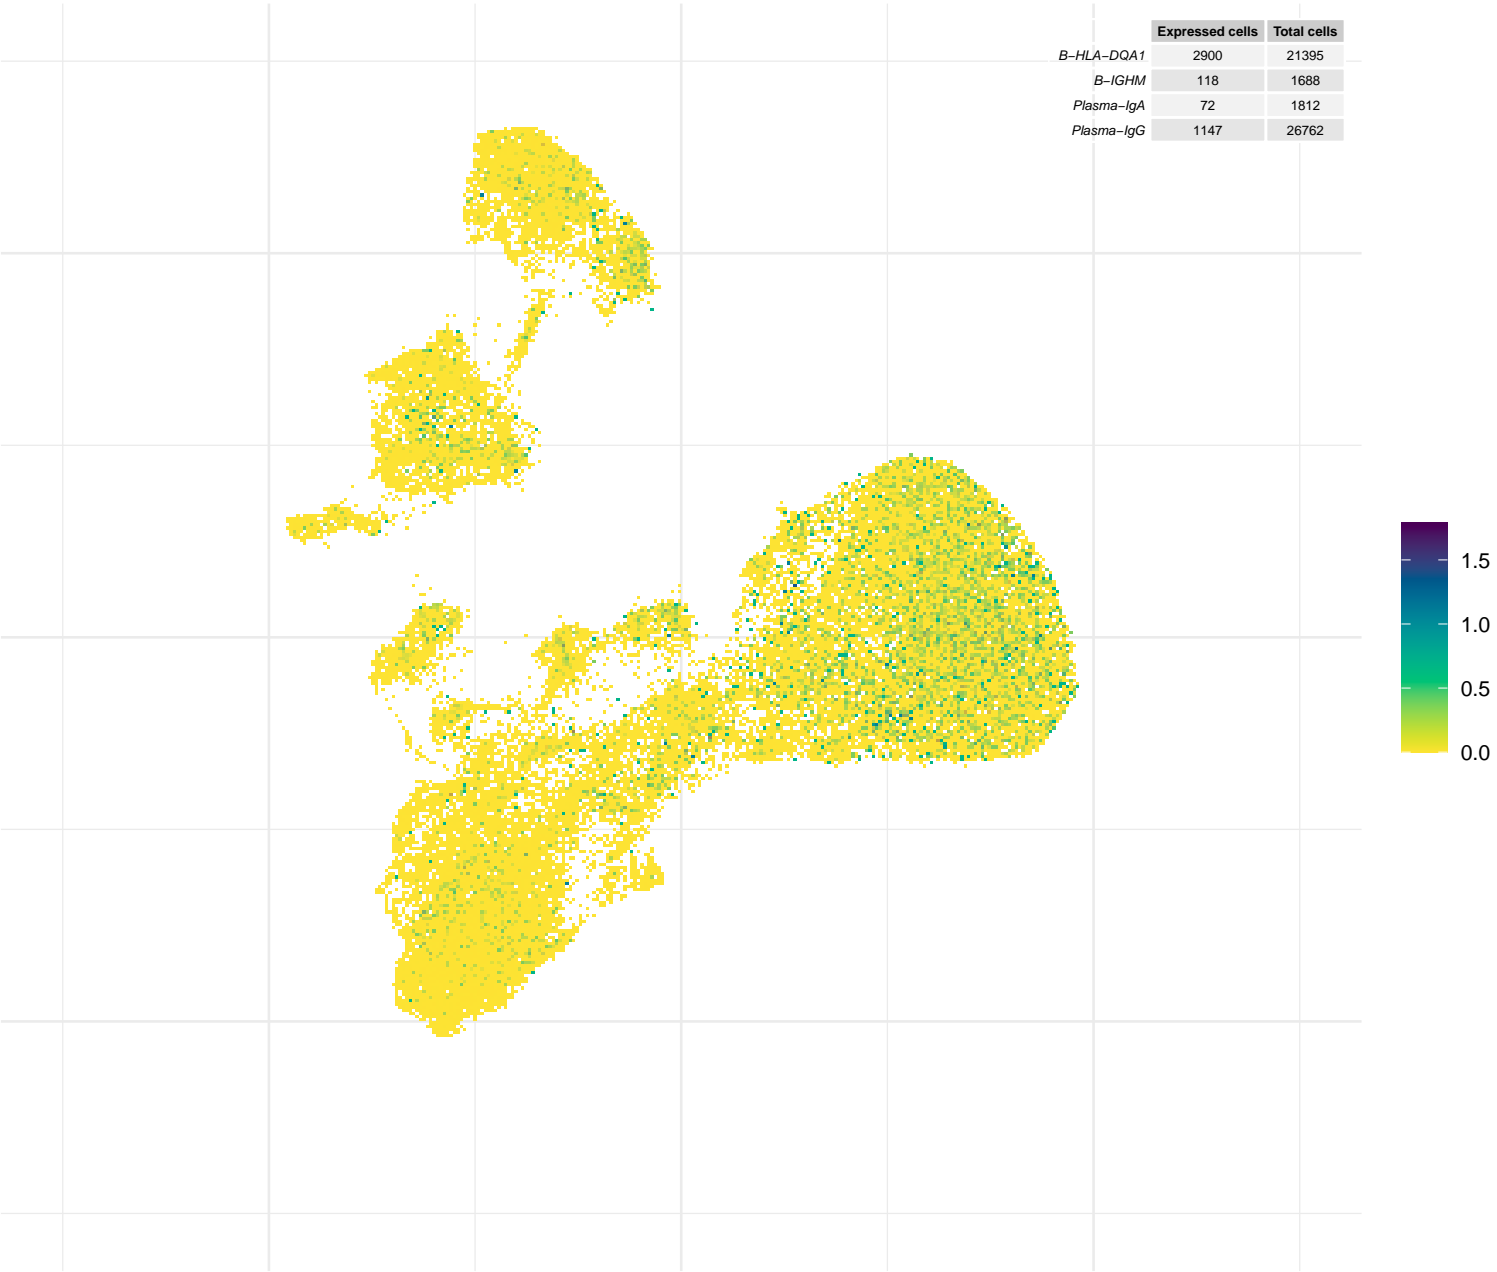 Expressed cells Total cells
B−HLA−DQA1 2900 21395
B−IGHM 118 1688
Plasma−IgA 72 1812
Plasma−IgG 1147 26762
1.5
1.0
0.5
0.0